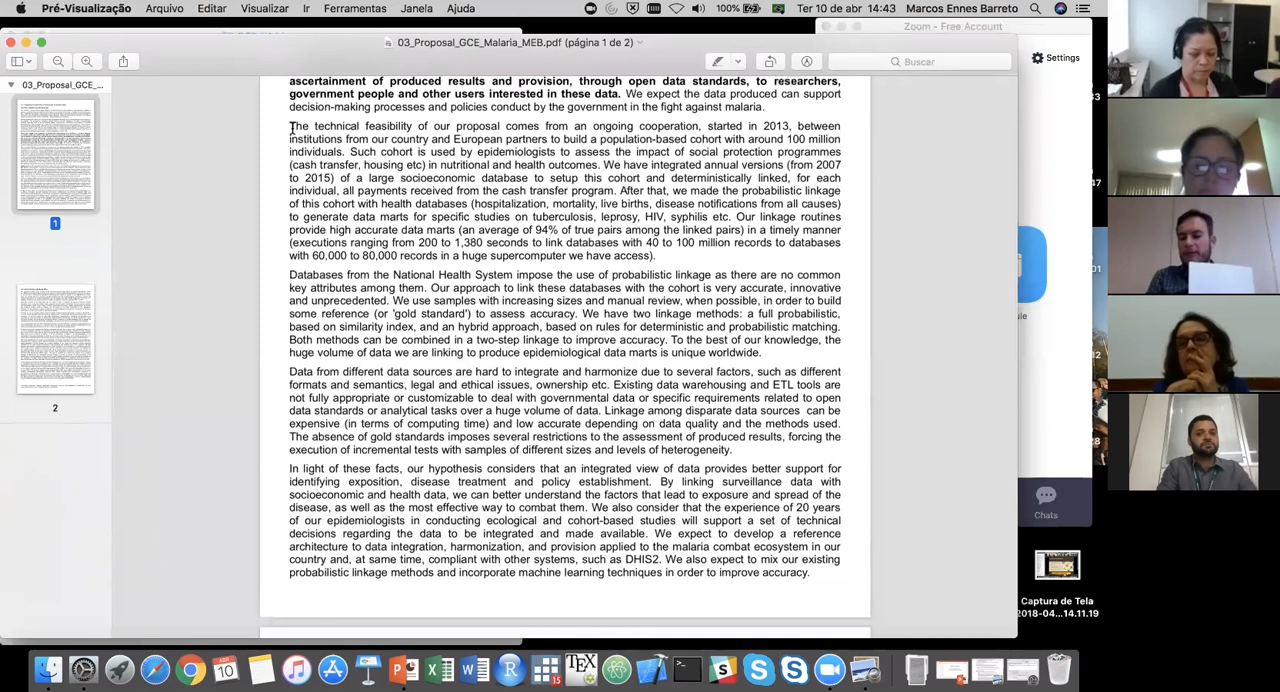 Pré-Visualização Arquivo Editar Visualizar Ir Ferramentas Janela Ajuda 100% Ter 10 de abr 14:43 Marcos Ennes Barreto
Zoom - Free Account
03_Proposal_GCE_Malaria_MEB.pdf (página 1 de 2)
Buscar
Settings
03_Proposal_GCE_...
1
2
ascertainment of produced results and provision, through open data standards, to researchers,
government people and other users interested in these data. We expect the data produced can support
decision-making processes and policies conduct by the government in the fight against malaria.
The technical feasibility of our proposal comes from an ongoing cooperation, started in 2013, between
institutions from our country and European partners to build a population-based cohort with around 100 million
individuals. Such cohort is used by epidemiologists to assess the impact of social protection programmes
(cash transfer, housing etc) in numerous health outcomes. We have integrated annual versions (from 2007
to 2015) of a large socioeconomic database to setup this cohort and deterministically linked, for each
individual, all payments received from a cash transfer program. After that, we made the probabilistic linkage
of this cohort with health databases (hospitalization, mortality, live births, disease notifications from all causes)
to generate data marts for specific studies on tuberculosis, leprosy, HIV, syphilis etc. Our linkage routines
provide high accurate data marts (an average of 94% of true pairs among the linked pairs) in a timely manner
(executions ranging from 200 to 1,380 seconds to link databases with 40 to 100 million records to databases
with 60,000 to 80,000 records in a huge supercomputer we have access).
Databases from the National Health System impose the use of probabilistic linkage as there are no common
key attributes among them. Our approach to link these databases with the cohort is very accurate, innovative
and unprecedented. We use samples with increasing sizes and manual review, when possible, in order to build
some reference (or 'gold standard') to assess accuracy. We have two linkage methods: a full probabilistic,
based on similarity index, and an hybrid approach, based on rules for deterministic and probabilistic matching.
Both methods can be combined in a two-step linkage to improve accuracy. To the best of our knowledge, the
huge volume of data we are linking to produce epidemiological data marts is unique worldwide.
Data from different data sources are hard to integrate and harmonize due to several factors, such as different
formats and semantics, legal and ethical issues, ownership etc. Existing data warehousing and ETL tools are
not fully appropriate or customizable to deal with governmental data or specific requirements related to open
data standards or analytical tasks over a huge volume of data. Linkage among disparate data sources can be
expensive (in terms of computing time) and low accurate depending on data quality and the methods used.
The absence of gold standards imposes several restrictions to the assessment of produced results, forcing the
execution of incremental tests with samples of different sizes and levels of heterogeneity.
In light of these facts, our hypothesis considers that an integrated view of data provides better support for
identifying exposition, disease treatment and policy establishment. By linking surveillance data with
socioeconomic and health data, we can better understand the factors that lead to exposure and spread of the
disease, as well as the most effective way to combat them. We also consider that the experience of 20 years
of our epidemiologists in conducting ecological and cohort-based studies will support a set of technical
decisions regarding the data to be integrated and made available. We expect to develop a reference
architecture to data integration, harmonization, and provision applied to the malaria combat ecosystem in our
country and, at same time, compliant with other systems, such as DHIS2. We also expect to mix our existing
probabilistic linkage methods and incorporate machine learning techniques in order to improve accuracy.
33
47
01
ule
12
28
Chats
Captura de Tela
2018-04....14.11.19
ABR
10
15
TEX